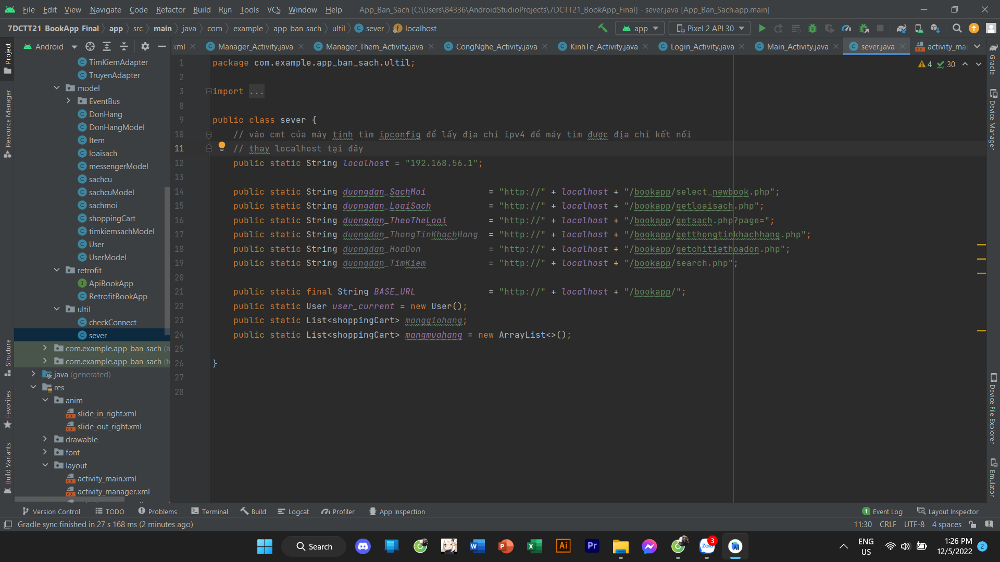 File Edit View Navigate Code Refactor Build Run Tools VCS Window Help App_Ban_Sach [C:\Users\84336\AndroidStudioProjects\7DCTT21_BookApp_Final] - sever.java [App_Ban_Sach.app.main]
7DCTT21_BookApp_Final app src main java com example app_ban_sach ultil sever localhost app Pixel 2 API 30
Android xml Manager_Activity.java Manager_Them_Activity.java CongNghe_Activity.java KinhTe_Activity.java Login_Activity.java Main_Activity.java sever.java activity_mai
Project
Resource Manager
Structure
Favorites
Build Variants
TimKiemAdapter
TruyenAdapter
model
EventBus
DonHang
DonHangModel
Item
loaisach
messengerModel
sachcu
sachcuModel
sachmoi
shoppingCart
timkiemsachModel
User
UserModel
retrofit
ApiBookApp
RetrofitBookApp
ultil
checkConnect
sever
com.example.app_ban_sach (a
com.example.app_ban_sach (te
java (generated)
res
anim
slide_in_right.xml
slide_out_right.xml
drawable
font
layout
activity_main.xml
activity_manager.xml
4 30
1 package com.example.app_ban_sach.ultil;
2
3 import ...
8
9 public class sever {
10 // vào cmt của máy tính tìm ipconfig để lấy địa chỉ ipv4 để máy tìm được địa chỉ kết nối
11 // thay localhost tại đây
12 public static String localhost = "192.168.56.1";
13
14 public static String duongdan_SachMoi = "http://" + localhost + "/bookapp/select_newbook.php";
15 public static String duongdan_LoaiSach = "http://" + localhost + "/bookapp/getloaisach.php";
16 public static String duongdan_TheoTheLoai = "http://" + localhost + "/bookapp/getsach.php?page=";
17 public static String duongdan_ThongTinKhachHang = "http://" + localhost + "/bookapp/getthongtinkhachhang.php";
18 public static String duongdan_HoaDon = "http://" + localhost + "/bookapp/getchitiethoadon.php";
19 public static String duongdan_TimKiem = "http://" + localhost + "/bookapp/search.php";
20
21 public static final String BASE_URL = "http://" + localhost + "/bookapp/";
22 public static User user_current = new User();
23 public static List<shoppingCart> manggiohang;
24 public static List<shoppingCart> mangmuahang = new ArrayList<>();
25
26 }
27
28
Gradle
Device Manager
Device File Explorer
Emulator
Version Control TODO Problems Terminal Build Logcat Profiler App Inspection 1 Event Log Layout Inspector
Gradle sync finished in 27 s 168 ms (2 minutes ago) 11:30 CRLF UTF-8 4 spaces
Search Zalo 3 ENG US 1:26 PM 12/5/2022 2